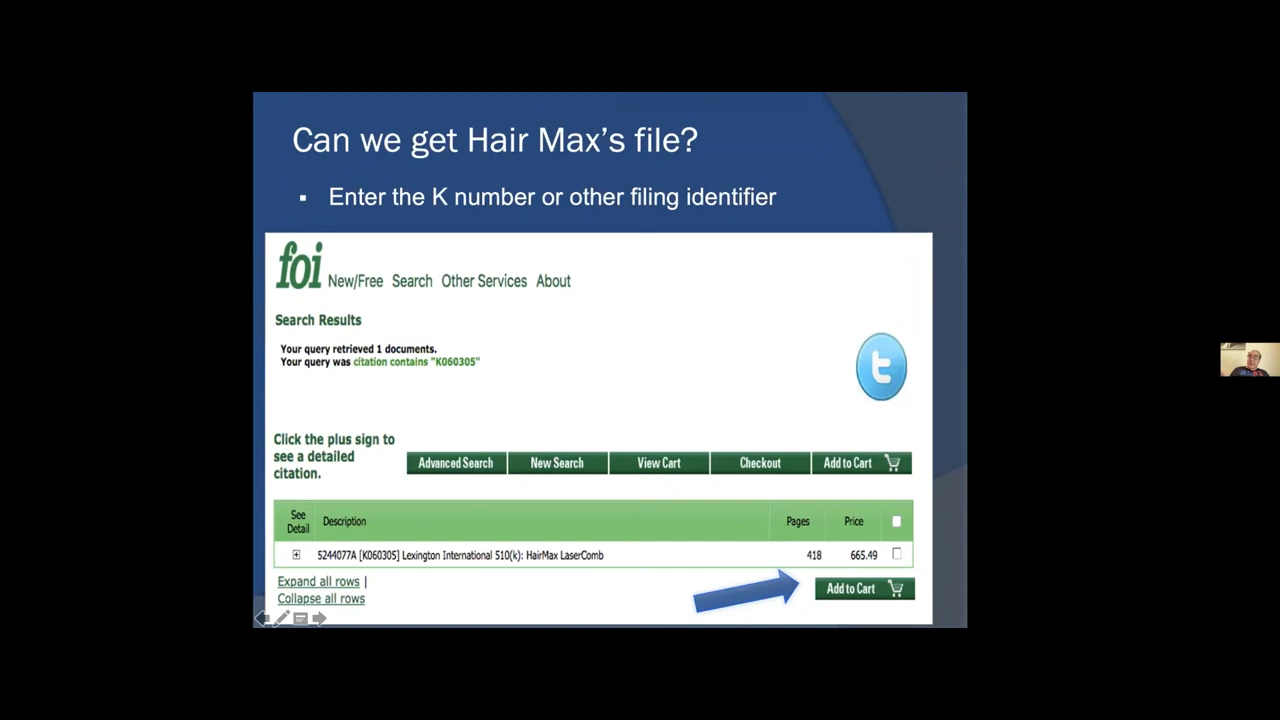 Can we get Hair Max's file?
▪ Enter the K number or other filing identifier
foi New/Free Search Other Services About
Search Results
Your query retrieved 1 documents.
Your query was citation contains "K060305"
t
Click the plus sign to
see a detailed
citation.
Advanced Search New Search View Cart Checkout Add to Cart
See
Detail
Description Pages Price
5244077A [K060305] Lexington International 510(k): HairMax LaserComb 418 665.49
Expand all rows |
Collapse all rows
Add to Cart